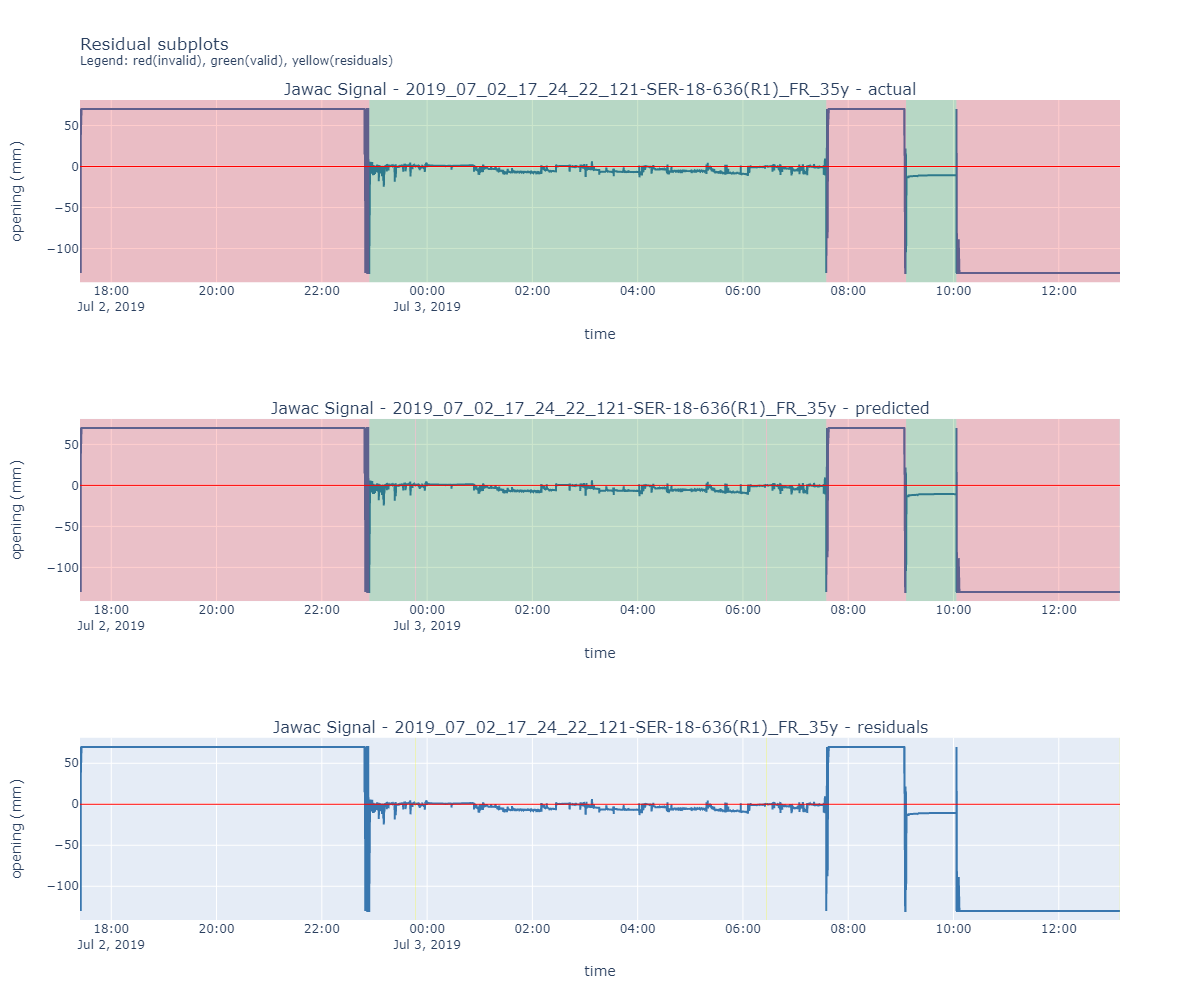 Residual subplots
Legend: red(invalid), green(valid), yellow(residuals)
Jawac Signal - 2019_07_02_17_24_22_121-SER-18-636(R1)_FR_35y - actual
opening (mm)
50
0
−50
−100
18:00 20:00 22:00 00:00 02:00 04:00 06:00 08:00 10:00 12:00
Jul 2, 2019 Jul 3, 2019
time
Jawac Signal - 2019_07_02_17_24_22_121-SER-18-636(R1)_FR_35y - predicted
opening (mm)
50
0
−50
−100
18:00 20:00 22:00 00:00 02:00 04:00 06:00 08:00 10:00 12:00
Jul 2, 2019 Jul 3, 2019
time
Jawac Signal - 2019_07_02_17_24_22_121-SER-18-636(R1)_FR_35y - residuals
opening (mm)
50
0
−50
−100
18:00 20:00 22:00 00:00 02:00 04:00 06:00 08:00 10:00 12:00
Jul 2, 2019 Jul 3, 2019
time